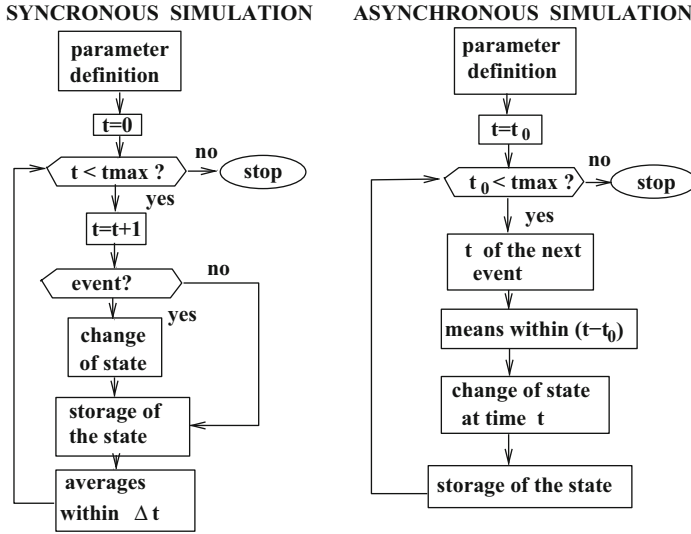 SYNCRONOUS SIMULATION
parameter
definition
t=0
t < tmax ?
no
stop
yes
t=t+1
event?
no
yes
change
of state
storage of
the state
averages
within Δ t
ASYNCHRONOUS SIMULATION
parameter
definition
t=t₀
t₀ < tmax ?
no
stop
yes
t of the next
event
means within (t−t₀)
change of state
at time t
storage of the state